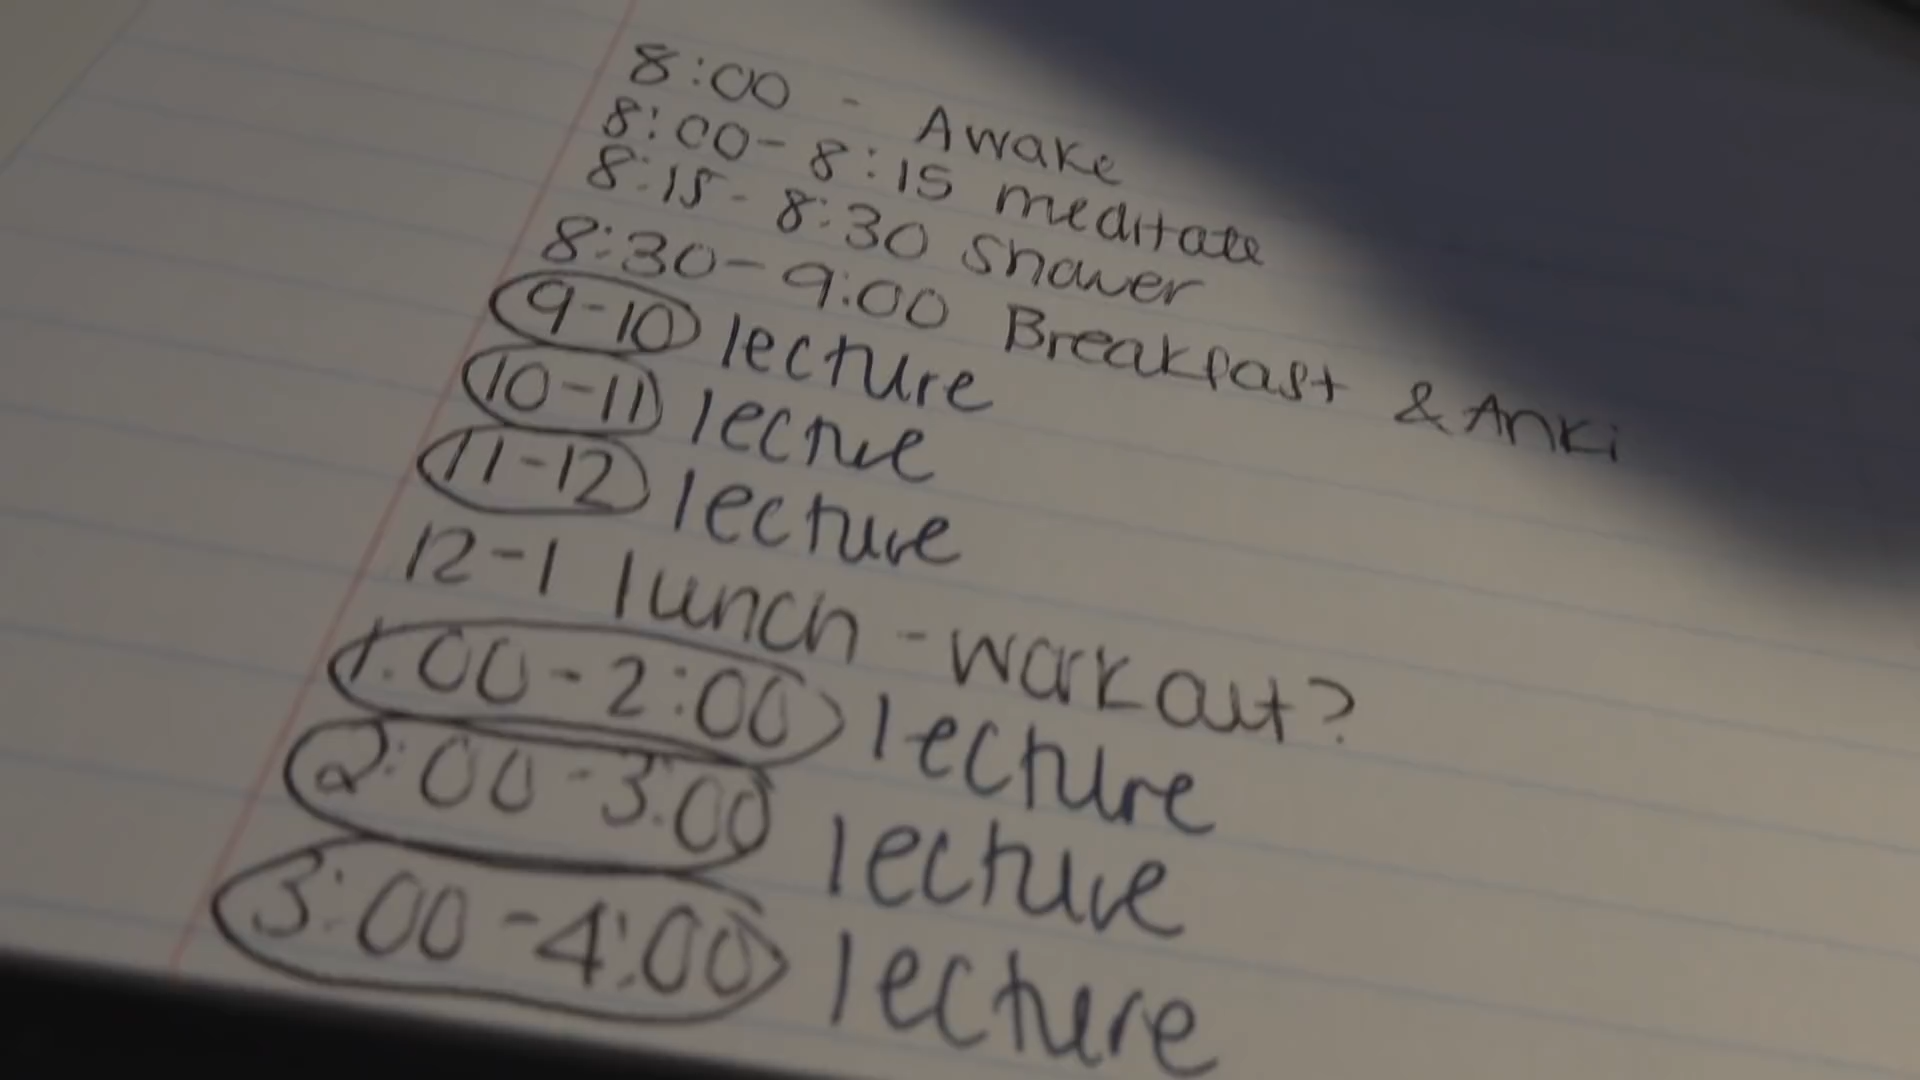 8:00 - Awake
8:00-8:15 meditate
8:15-8:30 shower
8:30-9:00 Breakfast & Anki
9-10 lecture
10-11 lecture
11-12 lecture
12-1 lunch - workout?
1:00-2:00 lecture
2:00-3:00 lecture
3:00-4:00 lecture